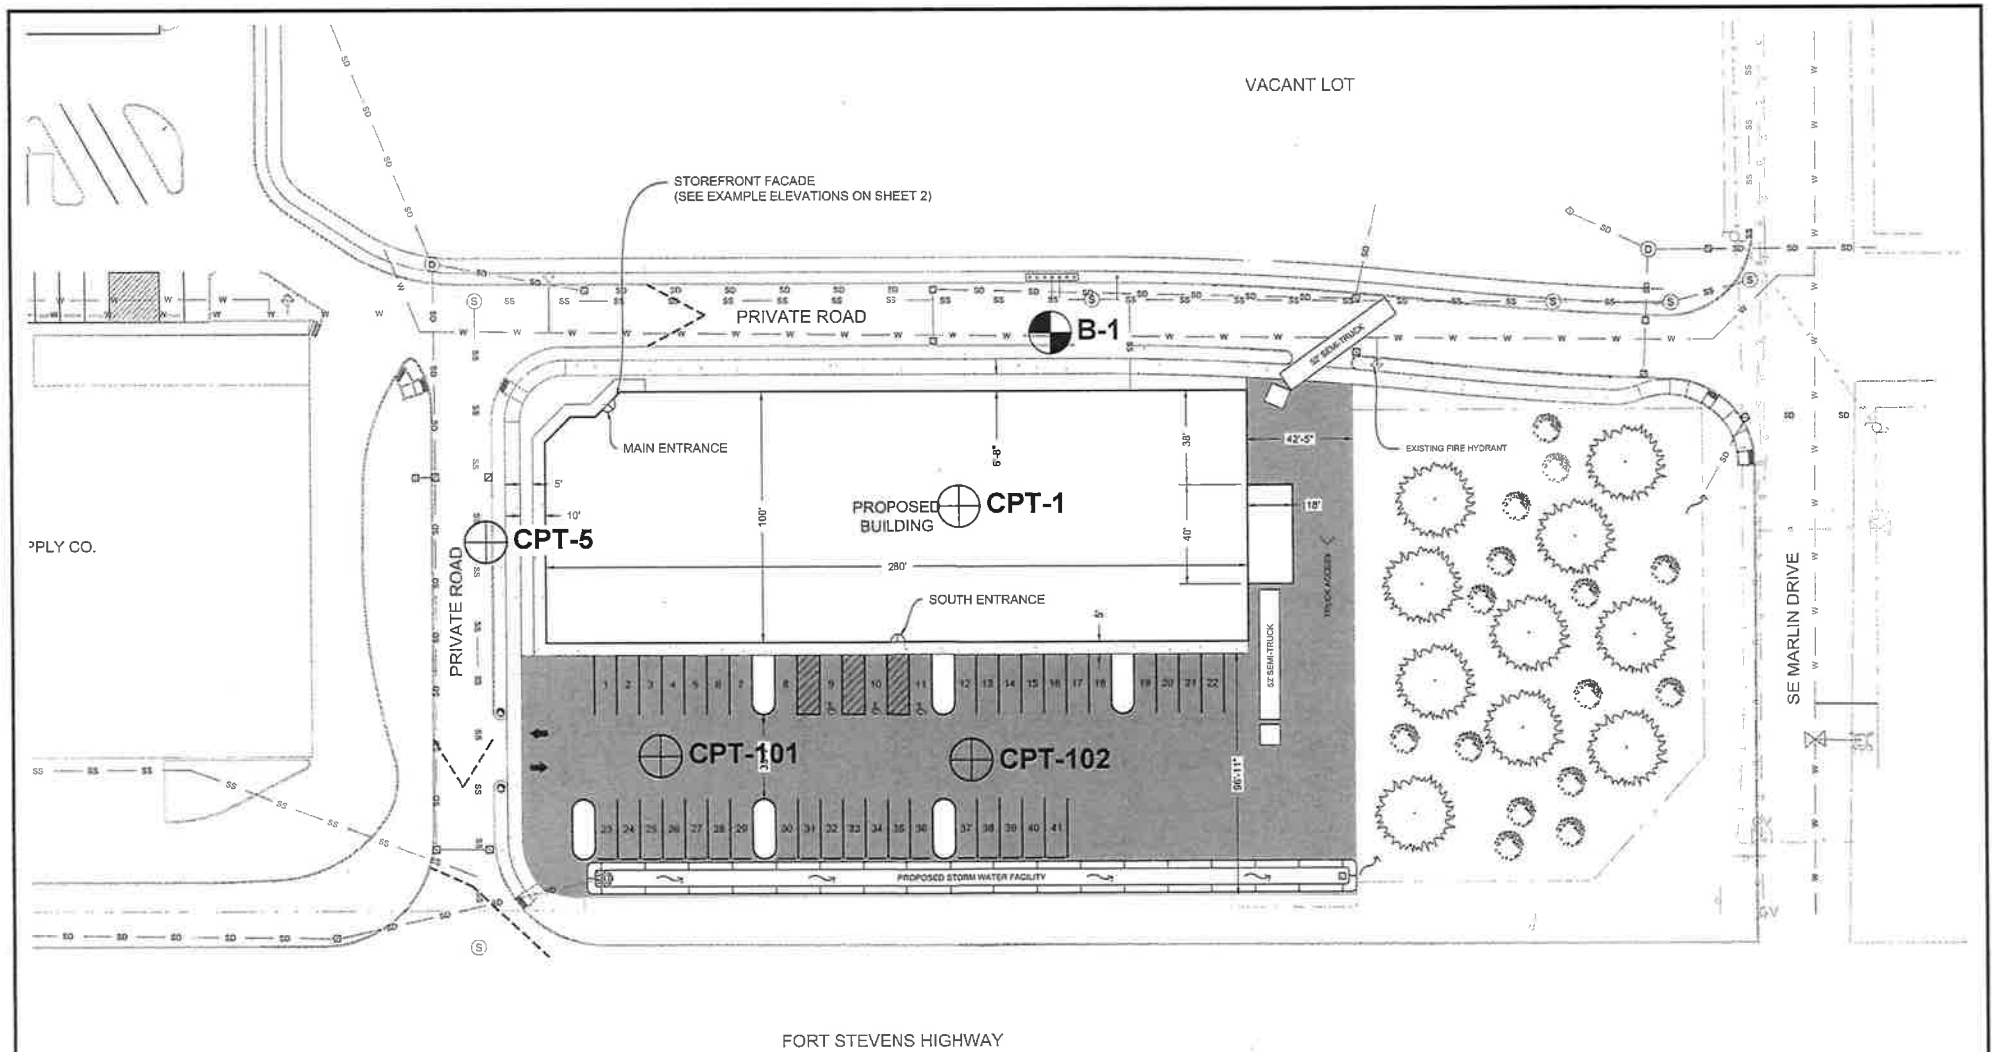 VACANT LOT
STOREFRONT FACADE
(SEE EXAMPLE ELEVATIONS ON SHEET 2)
PRIVATE ROAD
B-1
52' SEMI-TRUCK
MAIN ENTRANCE
42'-5"
EXISTING FIRE HYDRANT
38'
6'-8"
5'
10'
100'
PROPOSED
BUILDING
CPT-1
40'
18'
CPT-5
PPLY CO.
PRIVATE ROAD
280'
TRUCK ACCESS
SOUTH ENTRANCE
5'
52' SEMI-TRUCK
SE MARLIN DRIVE
1 2 3 4 5 6 7 8 9 10 11 12 13 14 15 16 17 18 19 20 21 22
CPT-101
CPT-102
96'-11"
23 24 25 26 27 28 29 30 31 32 33 34 35 36 37 38 39 40 41
PROPOSED STORM WATER FACILITY
GV
FORT STEVENS HIGHWAY